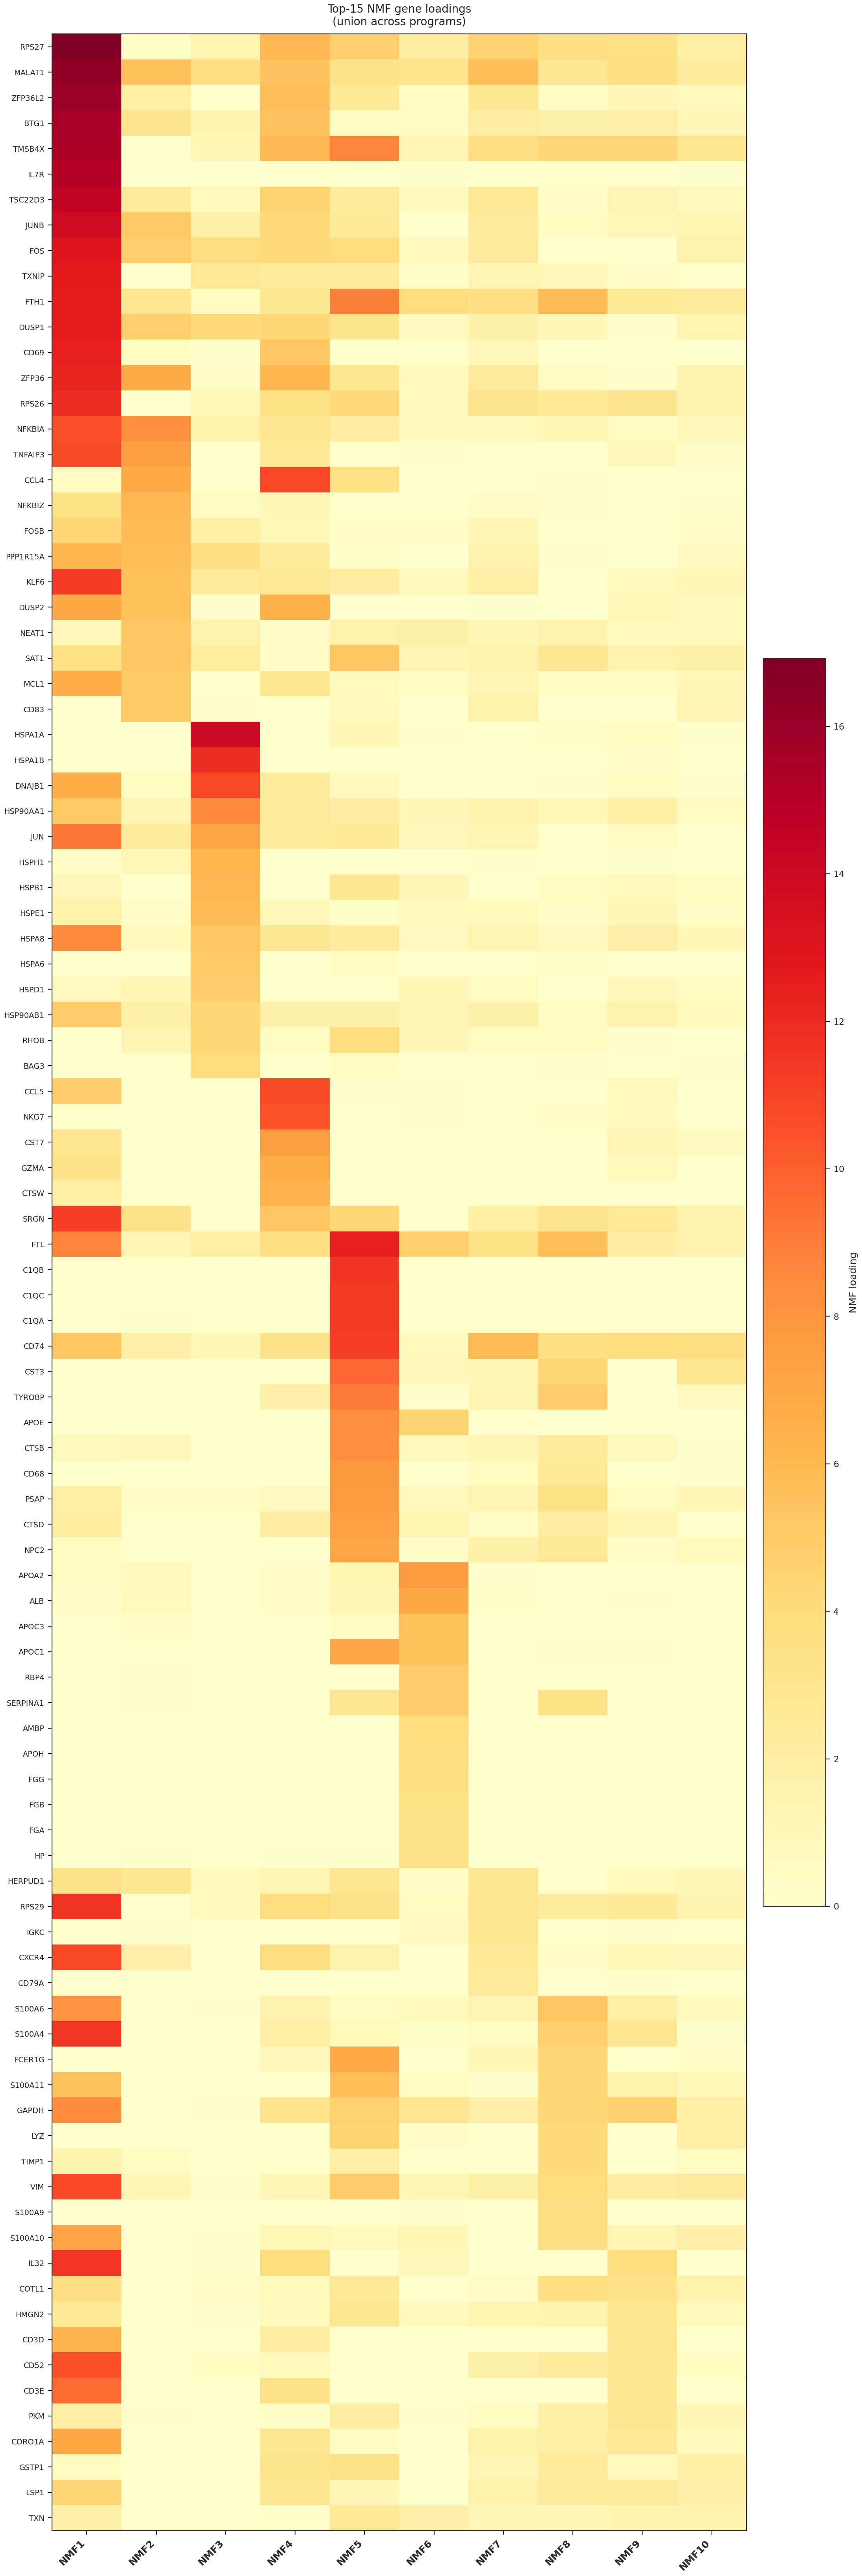 Top-15 NMF gene loadings
(union across programs)
RPS27
MALAT1
ZFP36L2
BTG1
TMSB4X
IL7R
TSC22D3
JUNB
FOS
TXNIP
FTH1
DUSP1
CD69
ZFP36
RPS26
NFKBIA
TNFAIP3
CCL4
NFKBIZ
FOSB
PPP1R15A
KLF6
DUSP2
NEAT1
SAT1
MCL1
CD83
HSPA1A
HSPA1B
DNAJB1
HSP90AA1
JUN
HSPH1
HSPB1
HSPE1
HSPA8
HSPA6
HSPD1
HSP90AB1
RHOB
BAG3
CCL5
NKG7
CST7
GZMA
CTSW
SRGN
FTL
C1QB
C1QC
C1QA
CD74
CST3
TYROBP
APOE
CTSB
CD68
PSAP
CTSD
NPC2
APOA2
ALB
APOC3
APOC1
RBP4
SERPINA1
AMBP
APOH
FGG
FGB
FGA
HP
HERPUD1
RPS29
IGKC
CXCR4
CD79A
S100A6
S100A4
FCER1G
S100A11
GAPDH
LYZ
TIMP1
VIM
S100A9
S100A10
IL32
COTL1
HMGN2
CD3D
CD52
CD3E
PKM
CORO1A
GSTP1
LSP1
TXN
NMF1
NMF2
NMF3
NMF4
NMF5
NMF6
NMF7
NMF8
NMF9
NMF10
16
14
12
10
8
6
4
2
0
NMF loading